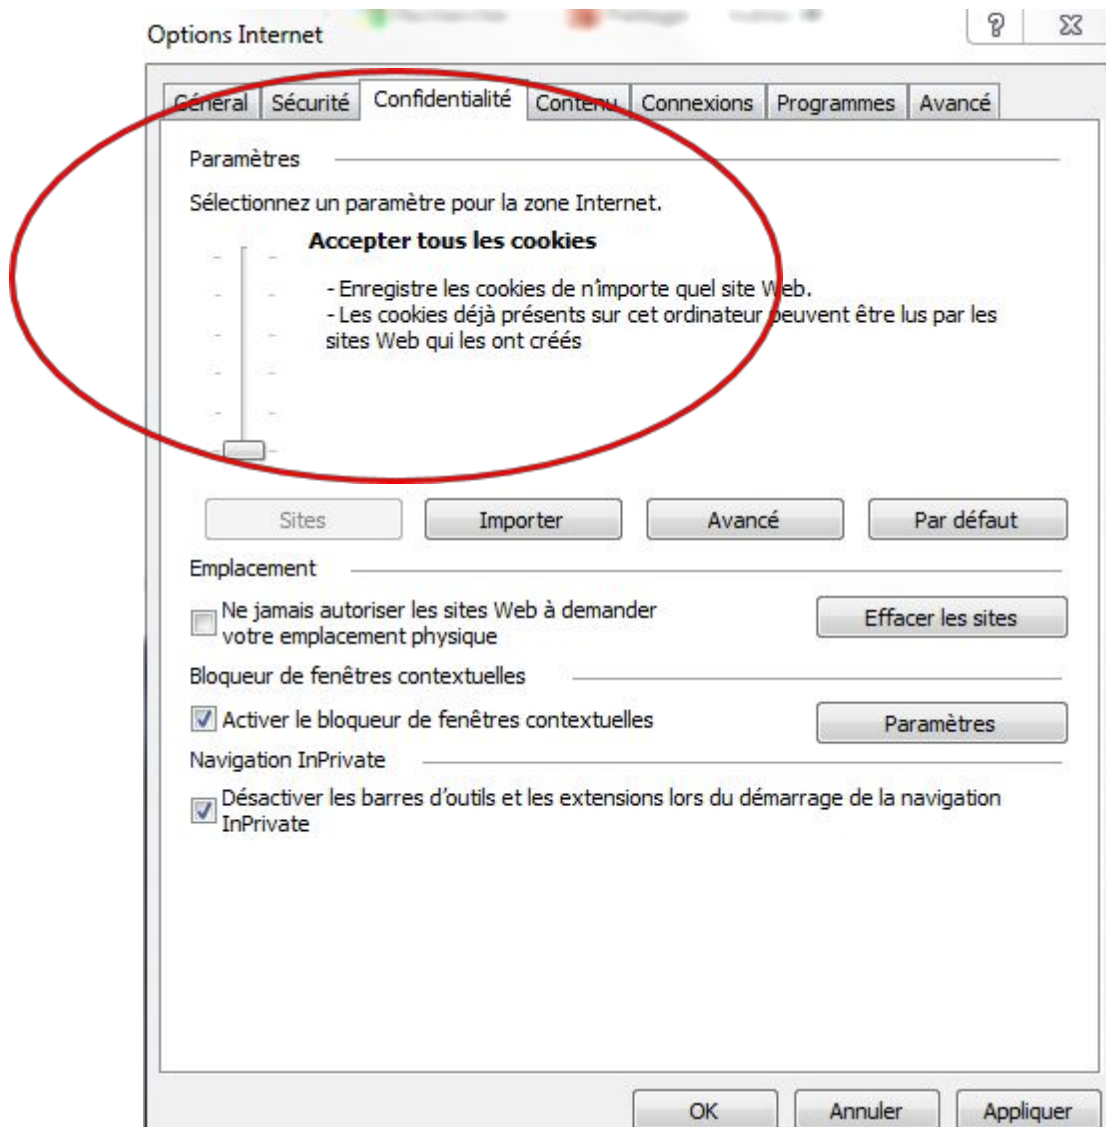 Options Internet
Général Sécurité Confidentialité Contenu Connexions Programmes Avancé
Paramètres
Sélectionnez un paramètre pour la zone Internet.
Accepter tous les cookies
- Enregistre les cookies de n'importe quel site Web.
- Les cookies déjà présents sur cet ordinateur peuvent être lus par les
sites Web qui les ont créés
Sites Importer Avancé Par défaut
Emplacement
Ne jamais autoriser les sites Web à demander
votre emplacement physique
Effacer les sites
Bloqueur de fenêtres contextuelles
Activer le bloqueur de fenêtres contextuelles
Paramètres
Navigation InPrivate
Désactiver les barres d'outils et les extensions lors du démarrage de la navigation
InPrivate
OK Annuler Appliquer